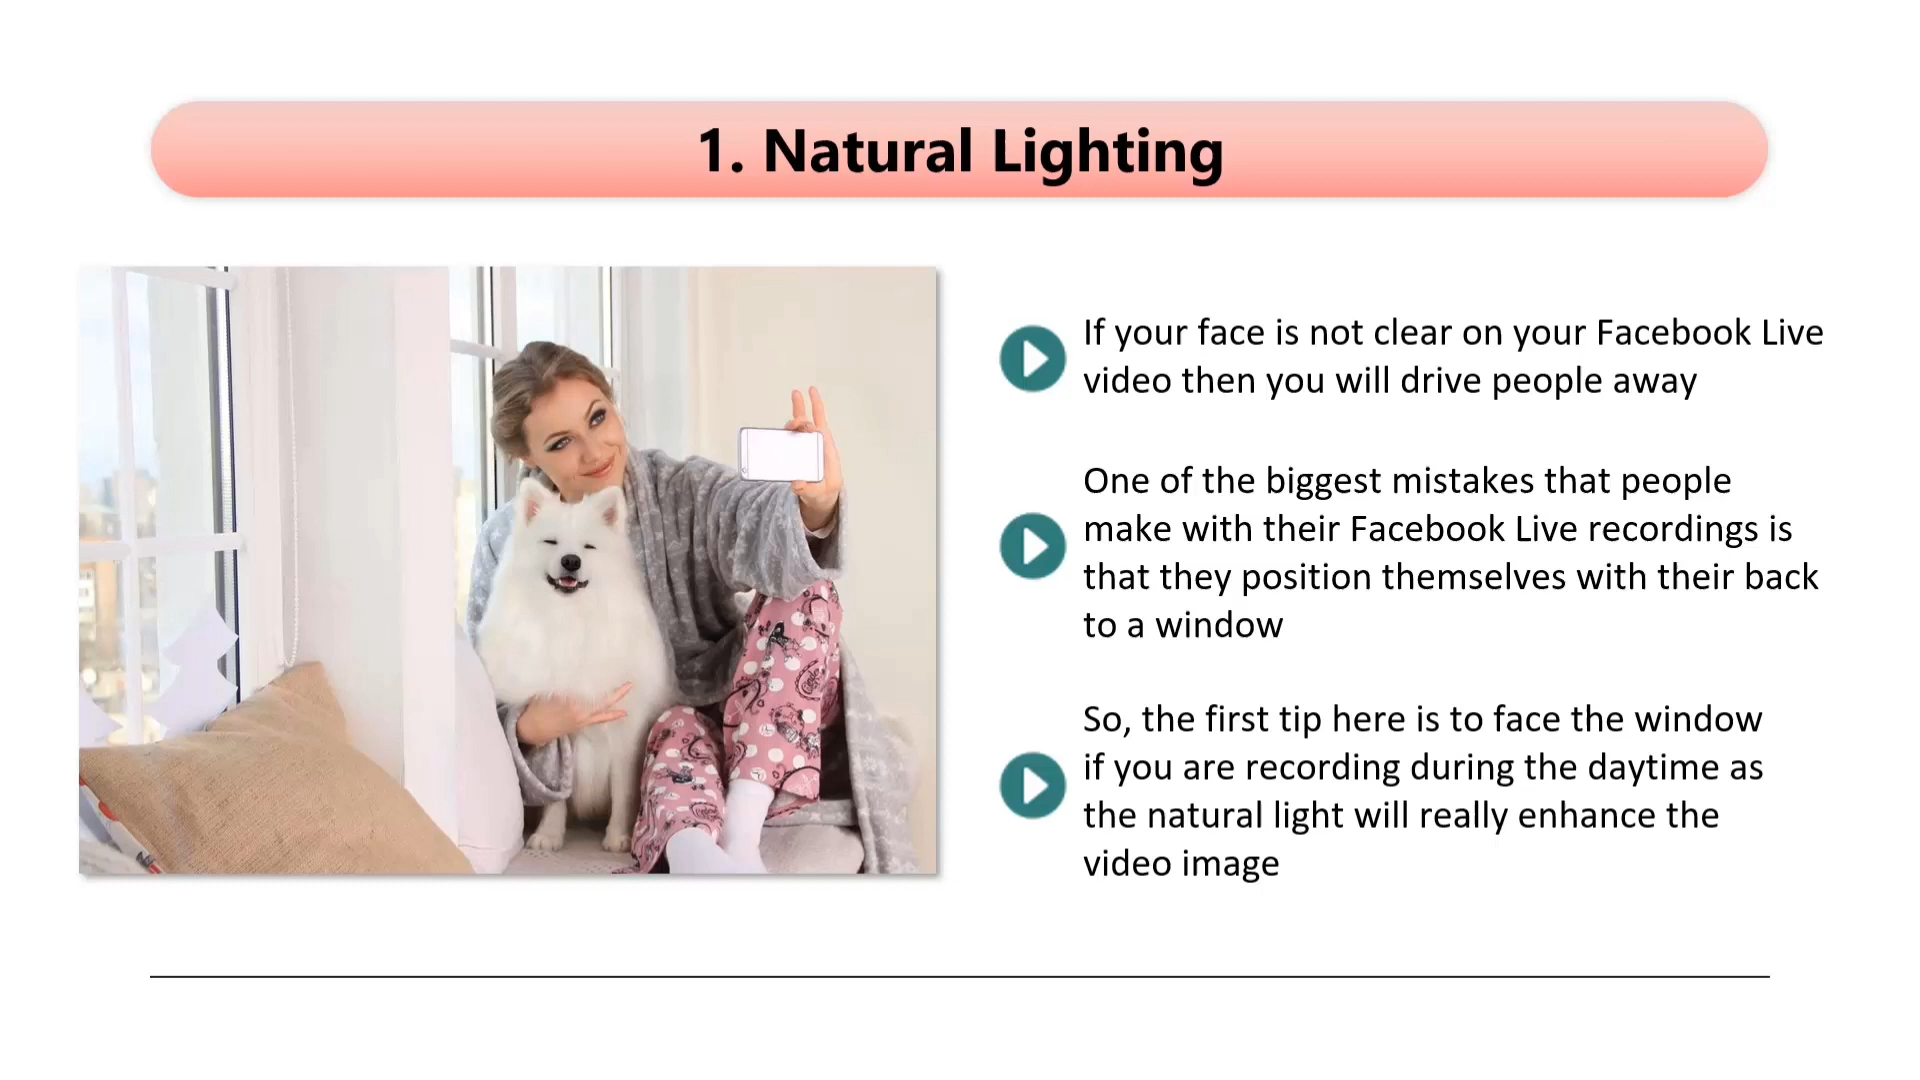 1. Natural Lighting
If your face is not clear on your Facebook Live
video then you will drive people away
One of the biggest mistakes that people
make with their Facebook Live recordings is
that they position themselves with their back
to a window
So, the first tip here is to face the window
if you are recording during the daytime as
the natural light will really enhance the
video image